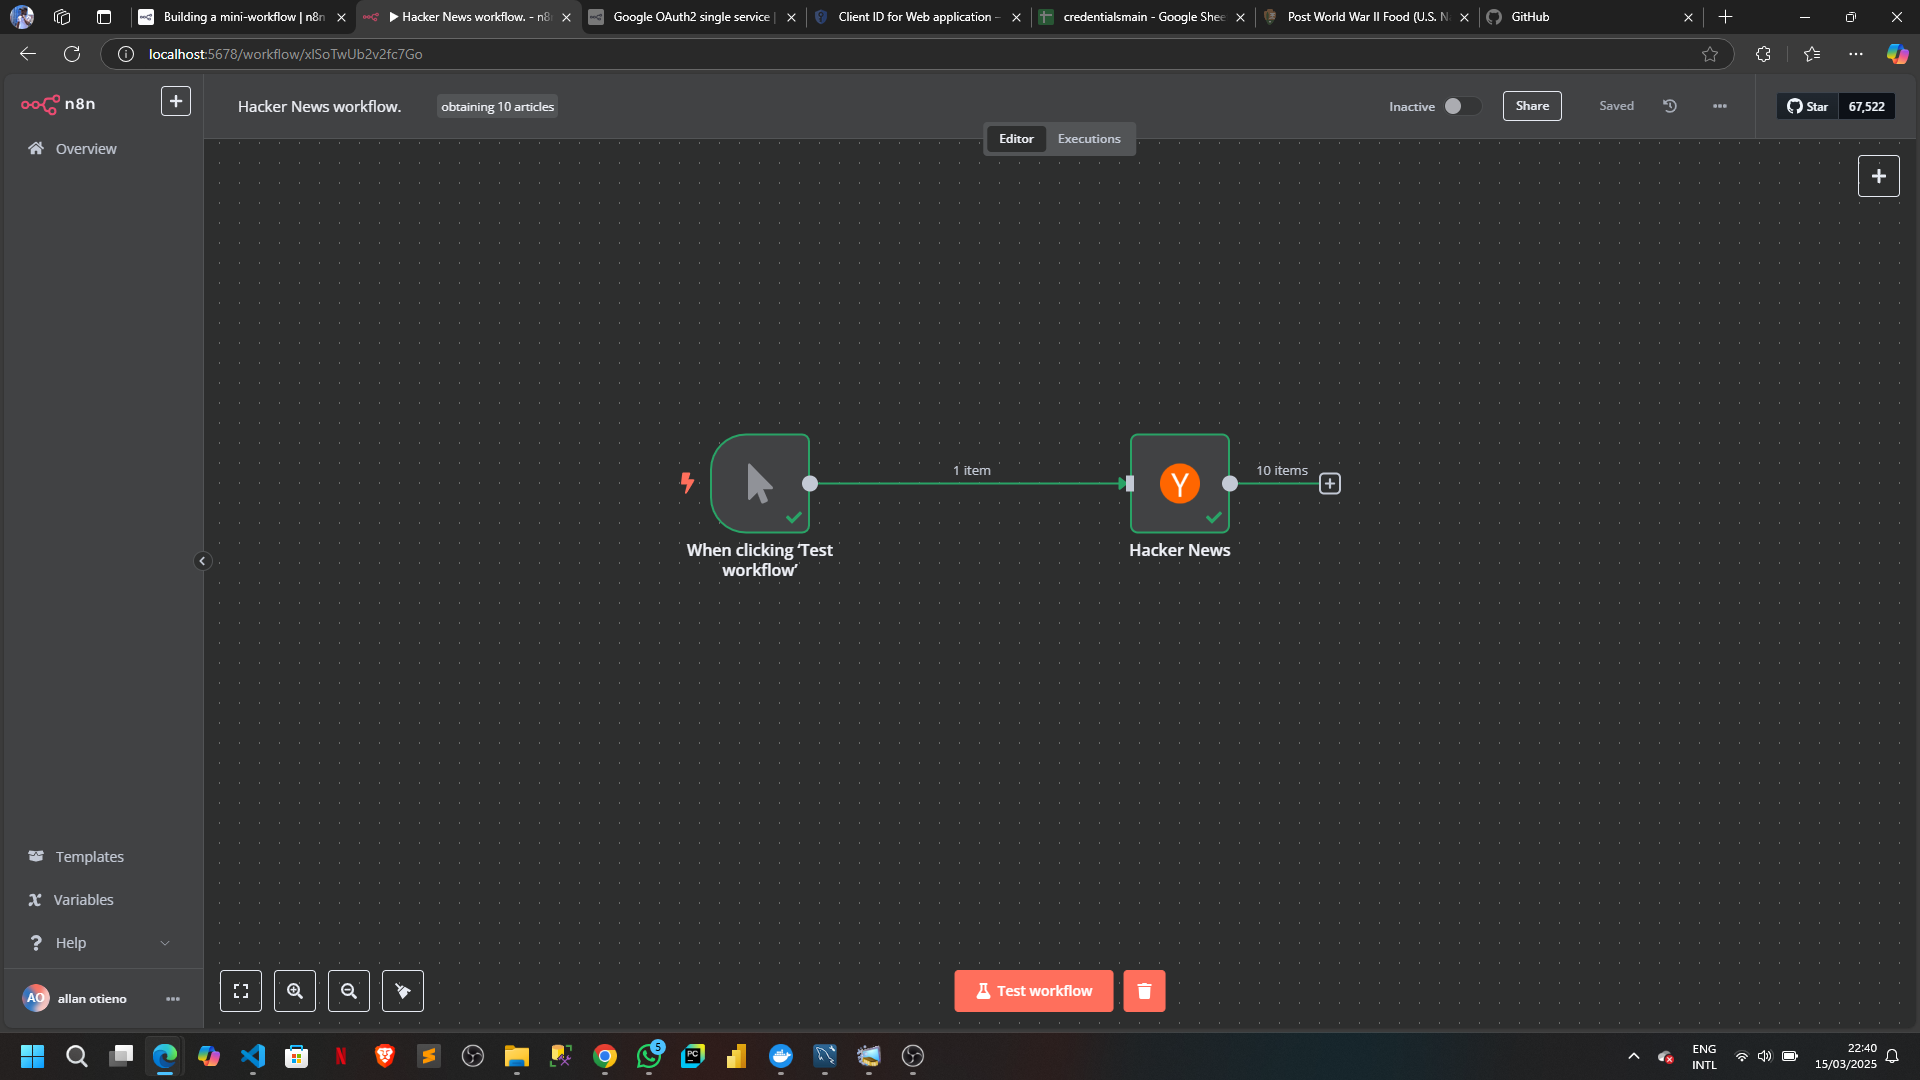 Building a mini-workflow | n8n
▶ Hacker News workflow. - n8
Google OAuth2 single service |
Client ID for Web application –
credentialsmain - Google Shee
Post World War II Food (U.S. N
GitHub
localhost:5678/workflow/xlSoTwUb2v2fc7Go
n8n
Hacker News workflow.
obtaining 10 articles
Inactive
Share
Saved
Star
67,522
Editor
Executions
Overview
1 item
10 items
Y
When clicking ‘Test
workflow’
Hacker News
Templates
Variables
Help
AO
allan otieno
Test workflow
N
5
PC
ENG
INTL
22:40
15/03/2025